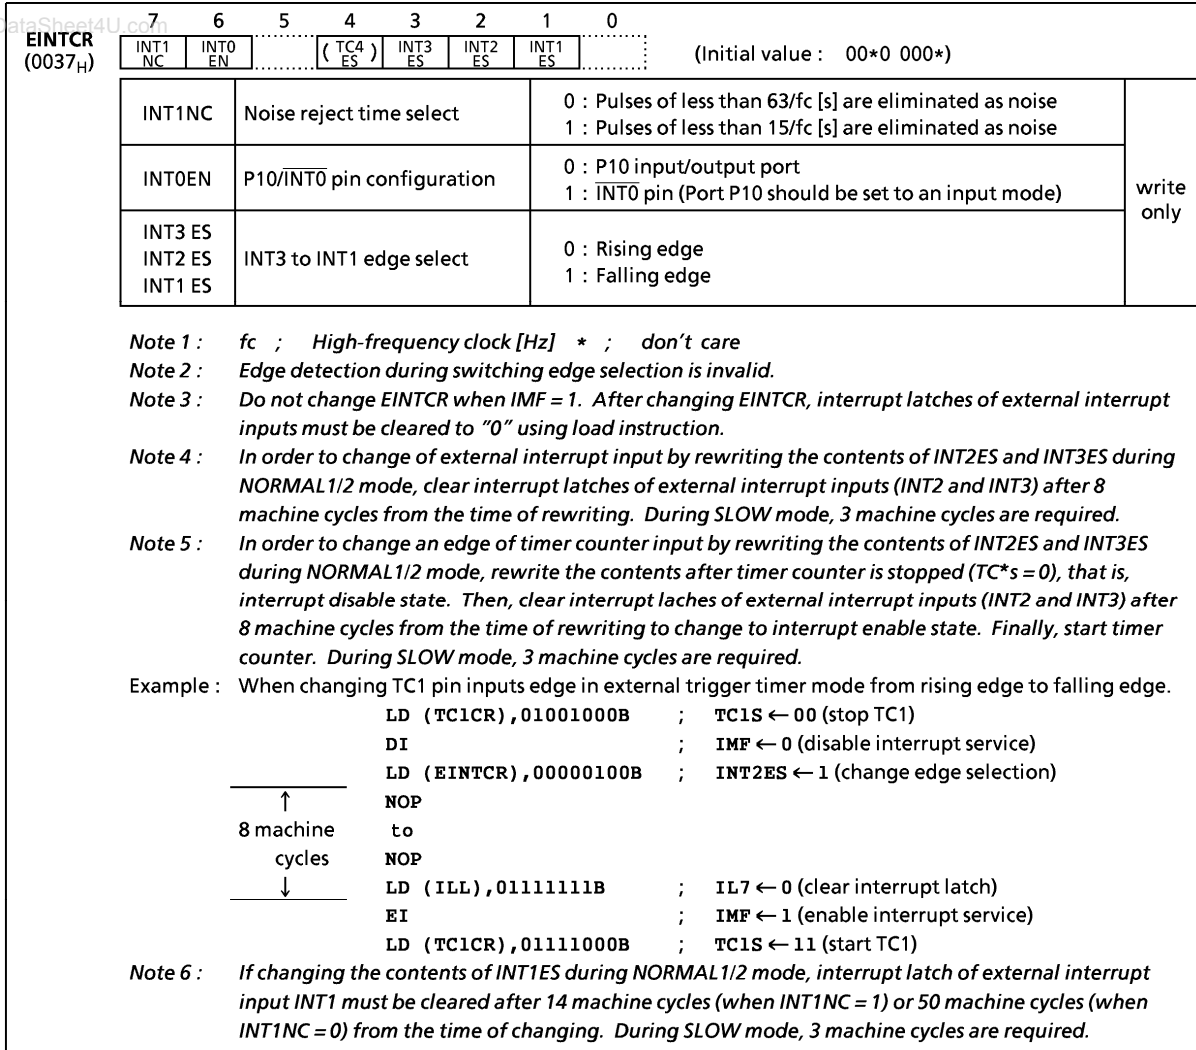 DataSheet4U.com
7 6 5 4 3 2 1 0
EINTCR
(0037H)
INT1 NC INT0 EN ( TC4 ES ) INT3 ES INT2 ES INT1 ES (Initial value : 00*0 000*)
INT1NC Noise reject time select 0 : Pulses of less than 63/fc [s] are eliminated as noise
1 : Pulses of less than 15/fc [s] are eliminated as noise
INT0EN P10/INT0 pin configuration 0 : P10 input/output port
1 : INT0 pin (Port P10 should be set to an input mode)
write only
INT3 ES
INT2 ES INT3 to INT1 edge select 0 : Rising edge
INT1 ES 1 : Falling edge
Note 1 : fc ; High-frequency clock [Hz] * ; don't care
Note 2 : Edge detection during switching edge selection is invalid.
Note 3 : Do not change EINTCR when IMF = 1. After changing EINTCR, interrupt latches of external interrupt
inputs must be cleared to "0" using load instruction.
Note 4 : In order to change of external interrupt input by rewriting the contents of INT2ES and INT3ES during
NORMAL1/2 mode, clear interrupt latches of external interrupt inputs (INT2 and INT3) after 8
machine cycles from the time of rewriting. During SLOW mode, 3 machine cycles are required.
Note 5 : In order to change an edge of timer counter input by rewriting the contents of INT2ES and INT3ES
during NORMAL1/2 mode, rewrite the contents after timer counter is stopped (TC*s = 0), that is,
interrupt disable state. Then, clear interrupt laches of external interrupt inputs (INT2 and INT3) after
8 machine cycles from the time of rewriting to change to interrupt enable state. Finally, start timer
counter. During SLOW mode, 3 machine cycles are required.
Example : When changing TC1 pin inputs edge in external trigger timer mode from rising edge to falling edge.
LD (TC1CR),01001000B ; TC1S ← 00 (stop TC1)
DI ; IMF ← 0 (disable interrupt service)
LD (EINTCR),00000100B ; INT2ES ← 1 (change edge selection)
↑ NOP
8 machine to
cycles NOP
↓ LD (ILL),01111111B ; IL7 ← 0 (clear interrupt latch)
EI ; IMF ← 1 (enable interrupt service)
LD (TC1CR),01111000B ; TC1S ← 11 (start TC1)
Note 6 : If changing the contents of INT1ES during NORMAL1/2 mode, interrupt latch of external interrupt
input INT1 must be cleared after 14 machine cycles (when INT1NC = 1) or 50 machine cycles (when
INT1NC = 0) from the time of changing. During SLOW mode, 3 machine cycles are required.